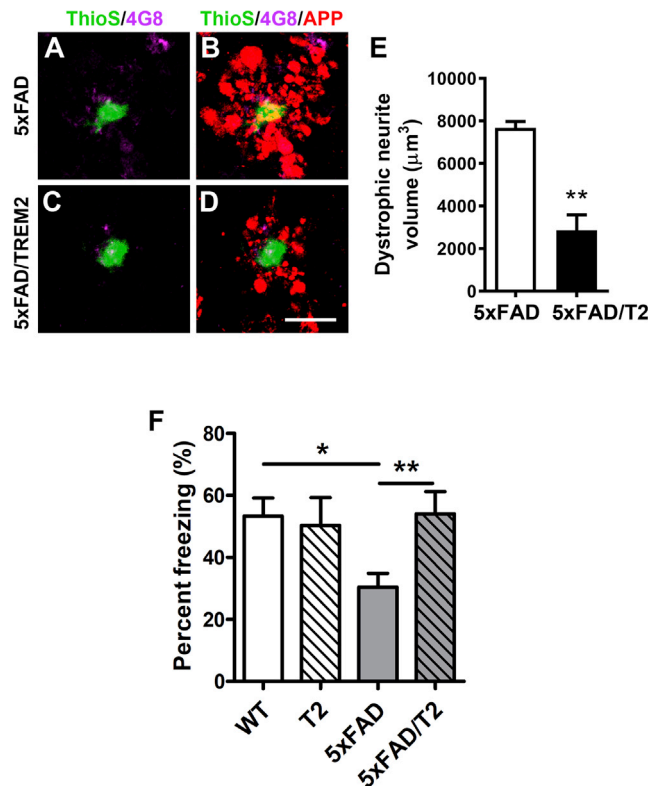 ThioS/4G8
ThioS/4G8/APP
5xFAD
A
B
5xFAD/TREM2
C
D
E
Dystrophic neurite
volume (μm³)
10000
8000
6000
4000
2000
0
**
5xFAD
5xFAD/T2
F
Percent freezing (%)
80
60
40
20
0
*
**
WT
T2
5xFAD
5xFAD/T2